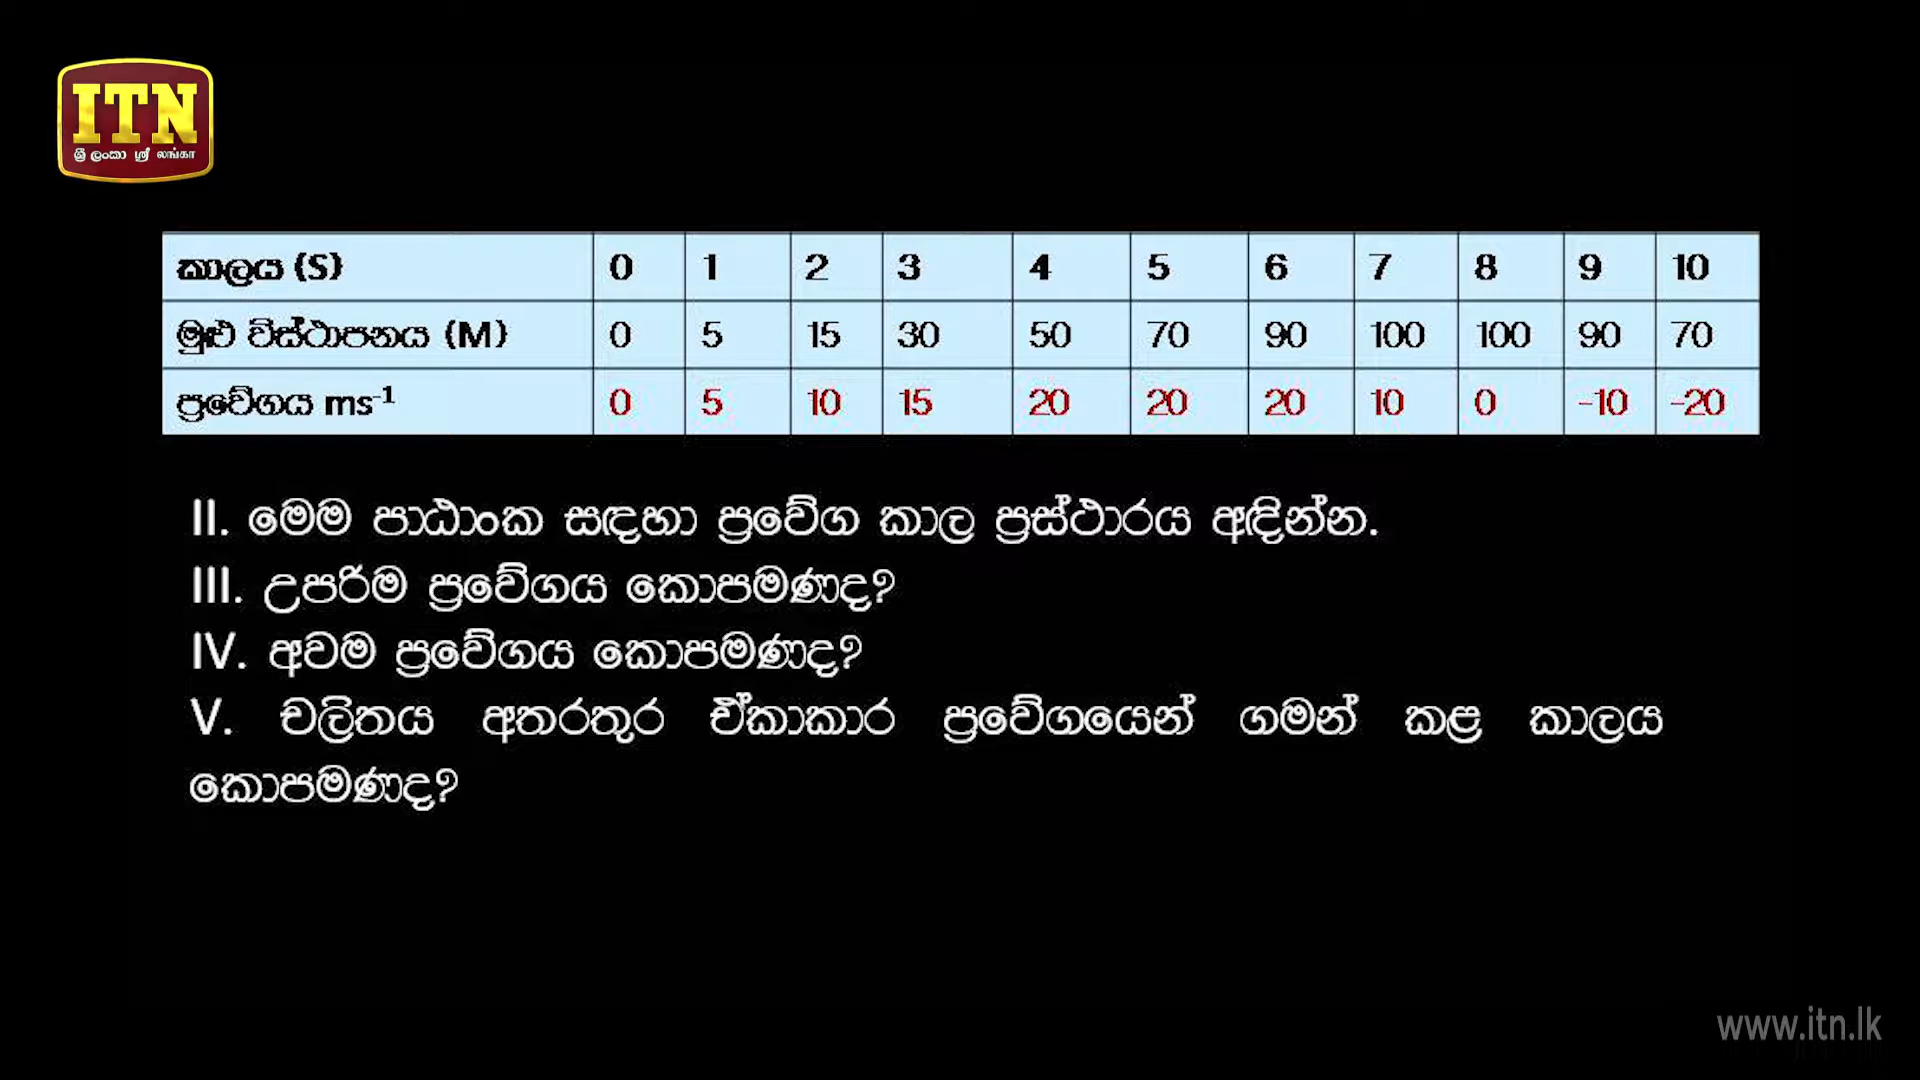 ITN
ශ්‍රී ලංකා ஸ்ரீ லங்கா
කාලය (S) 0 1 2 3 4 5 6 7 8 9 10
මුළු විස්ථාපනය (M) 0 5 15 30 50 70 90 100 100 90 70
ප්‍රවේගය ms⁻¹ 0 5 10 15 20 20 20 10 0 -10 -20
II. මෙම පාඨාංක සඳහා ප්‍රවේග කාල ප්‍රස්ථාරය අඳින්න.
III. උපරිම ප්‍රවේගය කොපමණද?
IV. අවම ප්‍රවේගය කොපමණද?
V. චලිතය අතරතුර ඒකාකාර ප්‍රවේගයෙන් ගමන් කළ කාලය
කොපමණද?
www.itn.lk